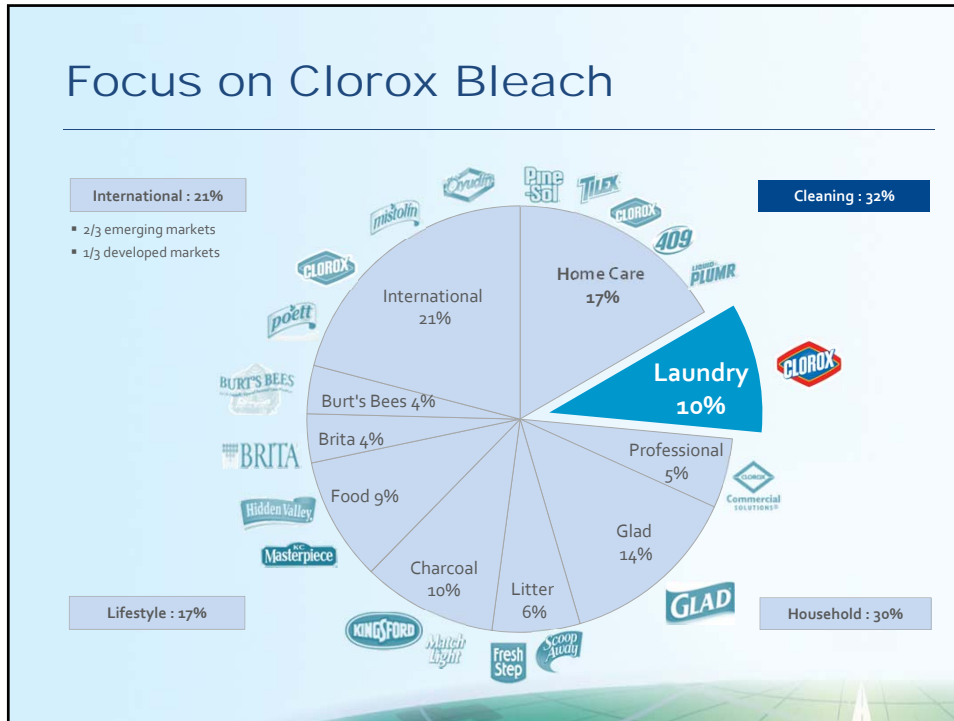 Focus on Clorox Bleach
International : 21%
▪ 2/3 emerging markets
▪ 1/3 developed markets
Cleaning : 32%
Ayudín
PINE
-SOL
TILEX
CLOROX
409
LIQUID-
PLUMR
mistolín
CLOROX
poett
BURT'S BEES
BRITA
Hidden Valley
KC
Masterpiece
Home Care
17%
International
21%
Laundry
10%
CLOROX
Burt's Bees 4%
Brita 4%
Food 9%
Charcoal
10%
Litter
6%
Glad
14%
Professional
5%
CLOROX
Commercial
SOLUTIONS®
Lifestyle : 17%
KINGSFORD
Match
Light
FRESH
STEP
SCOOP
AWAY
GLAD
Household : 30%